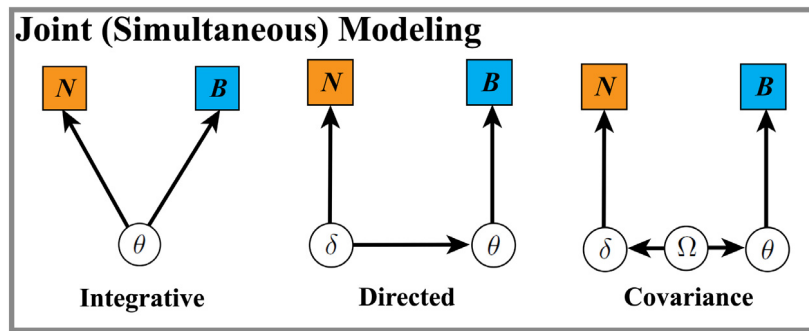 Joint (Simultaneous) Modeling
N B N B N B
θ δ θ δ Ω θ
Integrative Directed Covariance